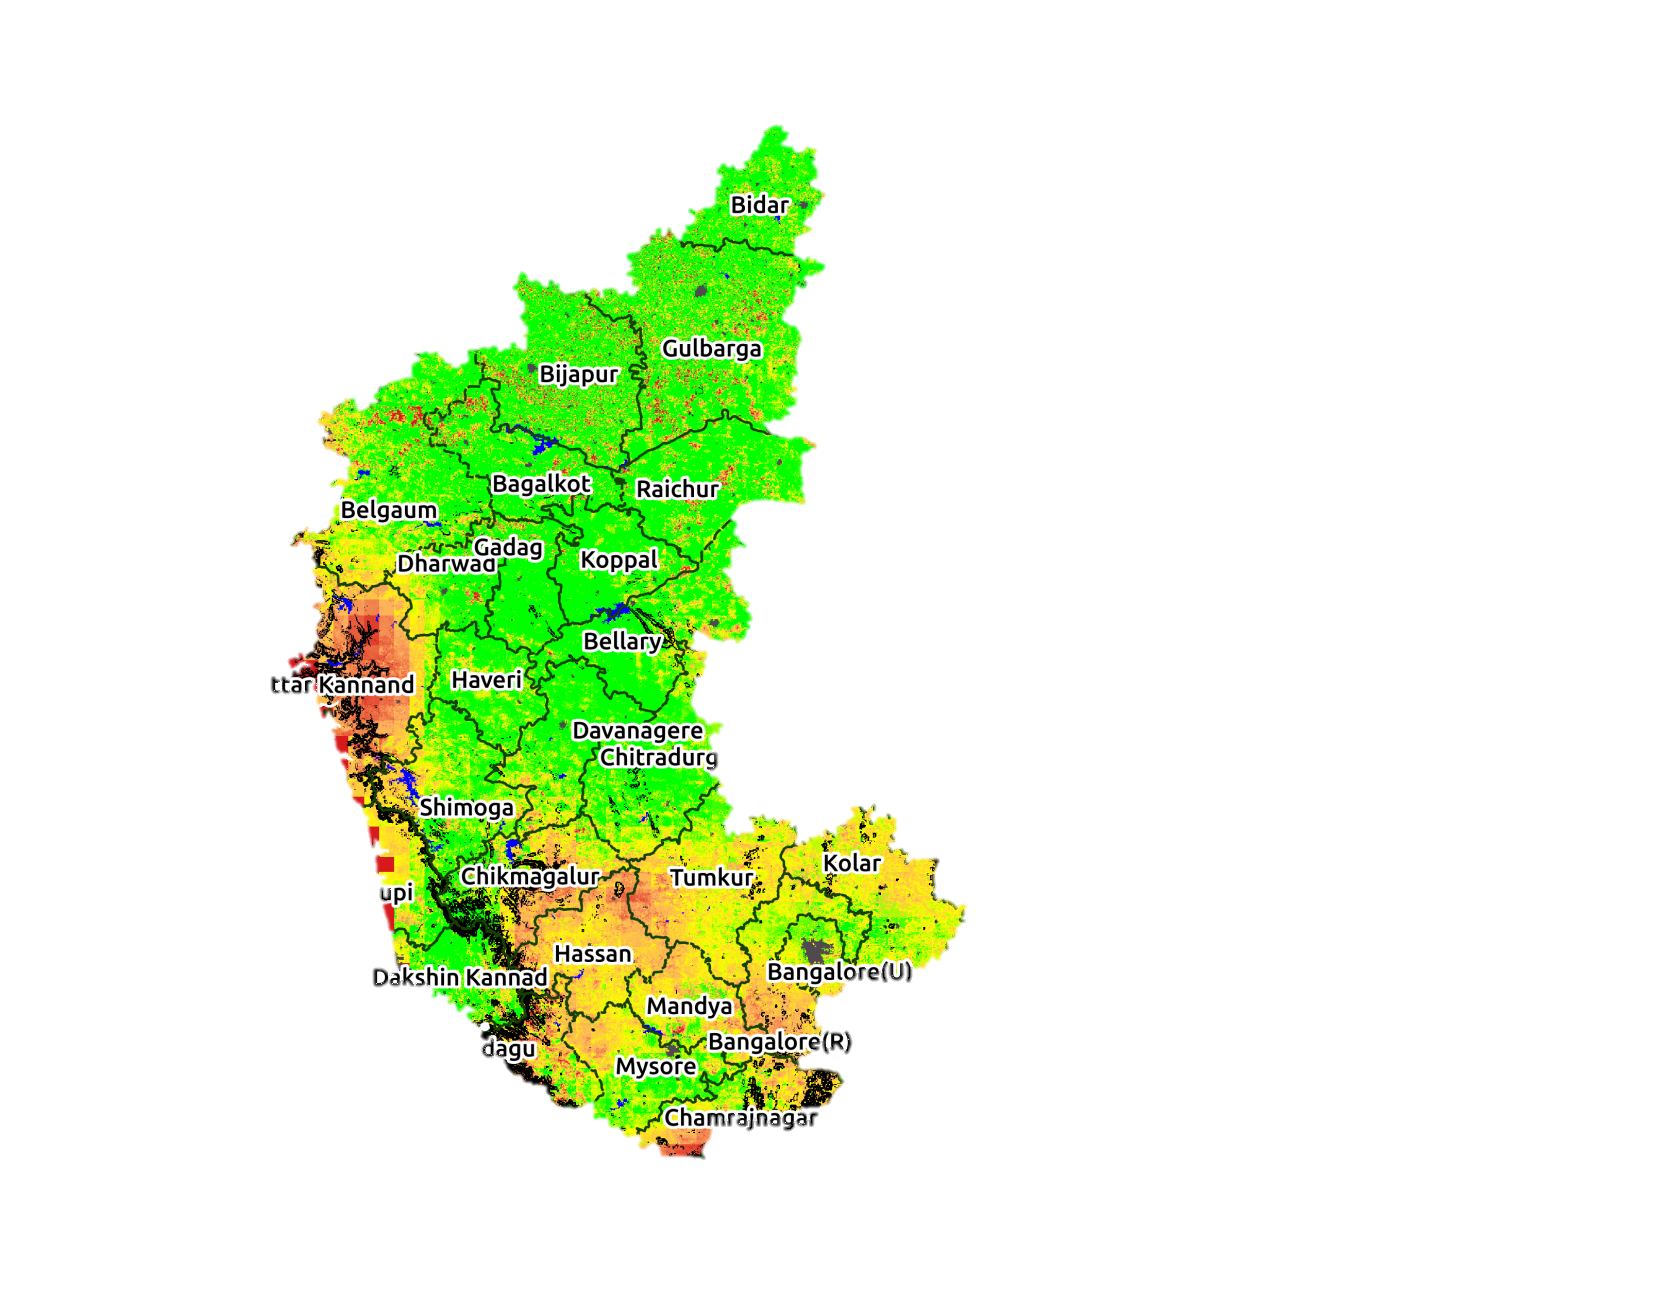 Bidar
Gulbarga
Bijapur
Bagalkot
Raichur
Belgaum
Gadag
Dharwad
Koppal
Bellary
Haveri
ttar Kannand
Davanagere
Chitradurg
Shimoga
Kolar
Chikmagalur
Tumkur
upi
Hassan
Bangalore(U)
Dakshin Kannad
Mandya
Bangalore(R)
dagu
Mysore
Chamrajnagar